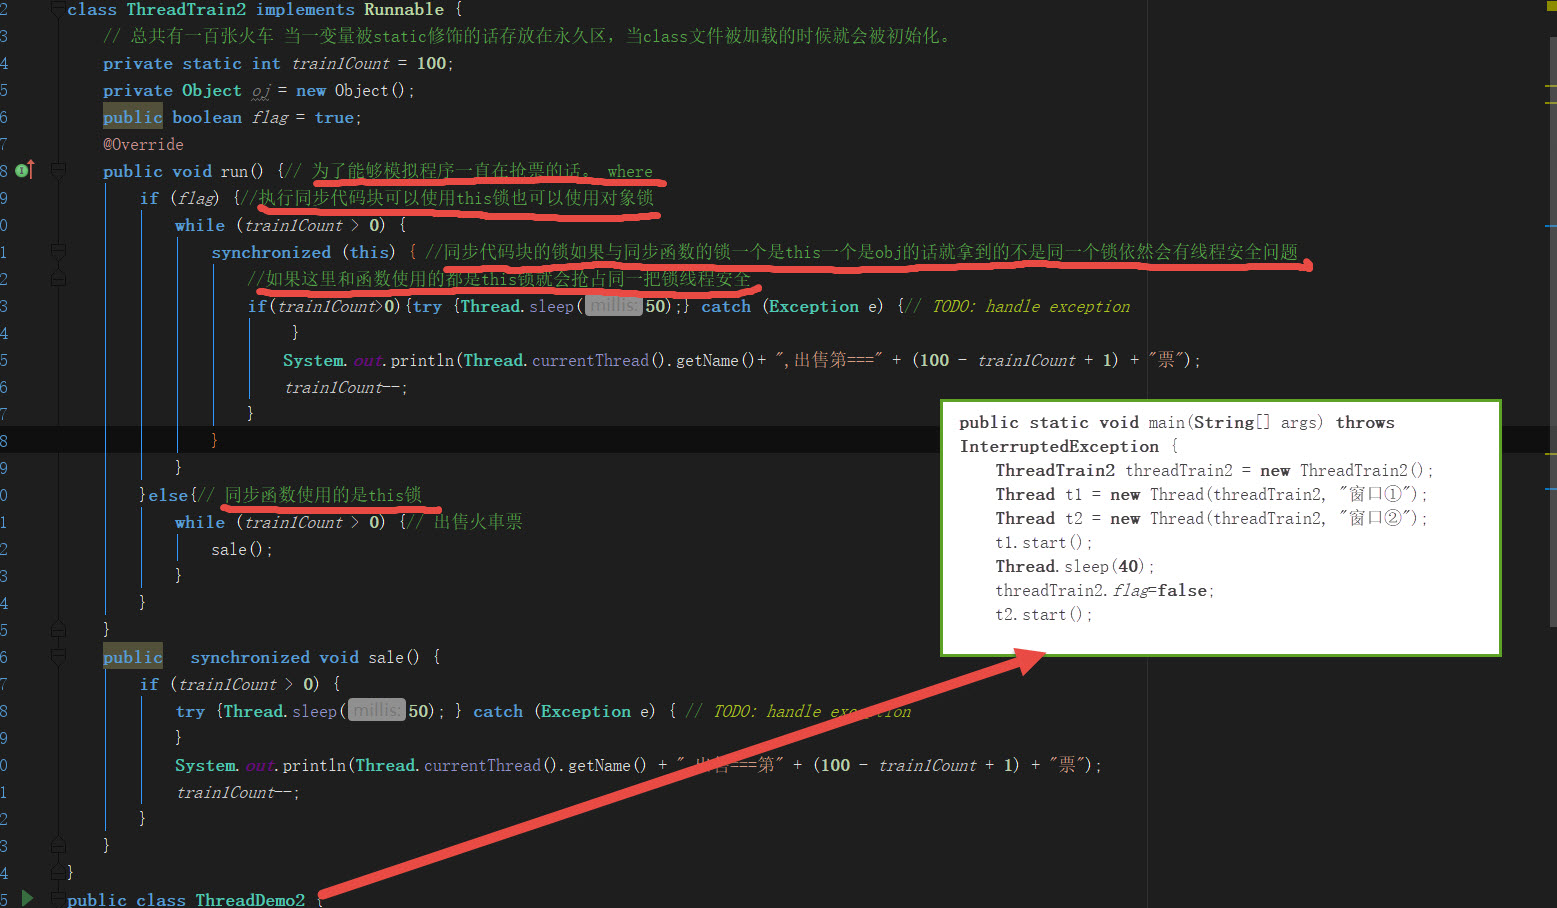 2 class ThreadTrain2 implements Runnable {
3 // 总共有一百张火车 当一变量被static修饰的话存放在永久区，当class文件被加载的时候就会被初始化。
4 private static int train1Count = 100;
5 private Object oj = new Object();
6 public boolean flag = true;
7 @Override
8 public void run() {// 为了能够模拟程序一直在抢票的话。 where
9 if (flag) {//执行同步代码块可以使用this锁也可以使用对象锁
0 while (train1Count > 0) {
1 synchronized (this) { //同步代码块的锁如果与同步函数的锁一个是this一个是obj的话就拿到的不是同一个锁依然会有线程安全问题
2 //如果这里和函数使用的都是this锁就会抢占同一把锁线程安全
3 if(train1Count>0){try {Thread.sleep( millis: 50);} catch (Exception e) {// TODO: handle exception
4 }
5 System.out.println(Thread.currentThread().getName()+ ",出售第===" + (100 - train1Count + 1) + "票");
6 train1Count--;
7 }
8 }
9 }
0 }else{// 同步函数使用的是this锁
1 while (train1Count > 0) {// 出售火車票
2 sale();
3 }
4 }
5 }
6 public synchronized void sale() {
7 if (train1Count > 0) {
8 try {Thread.sleep( millis: 50); } catch (Exception e) { // TODO: handle exception
9 }
0 System.out.println(Thread.currentThread().getName() + " 出售===第" + (100 - train1Count + 1) + "票");
1 train1Count--;
2 }
3 }
4 }
5 public class ThreadDemo2 {
public static void main(String[] args) throws
InterruptedException {
ThreadTrain2 threadTrain2 = new ThreadTrain2();
Thread t1 = new Thread(threadTrain2, "窗口①");
Thread t2 = new Thread(threadTrain2, "窗口②");
t1.start();
Thread.sleep(40);
threadTrain2.flag=false;
t2.start();